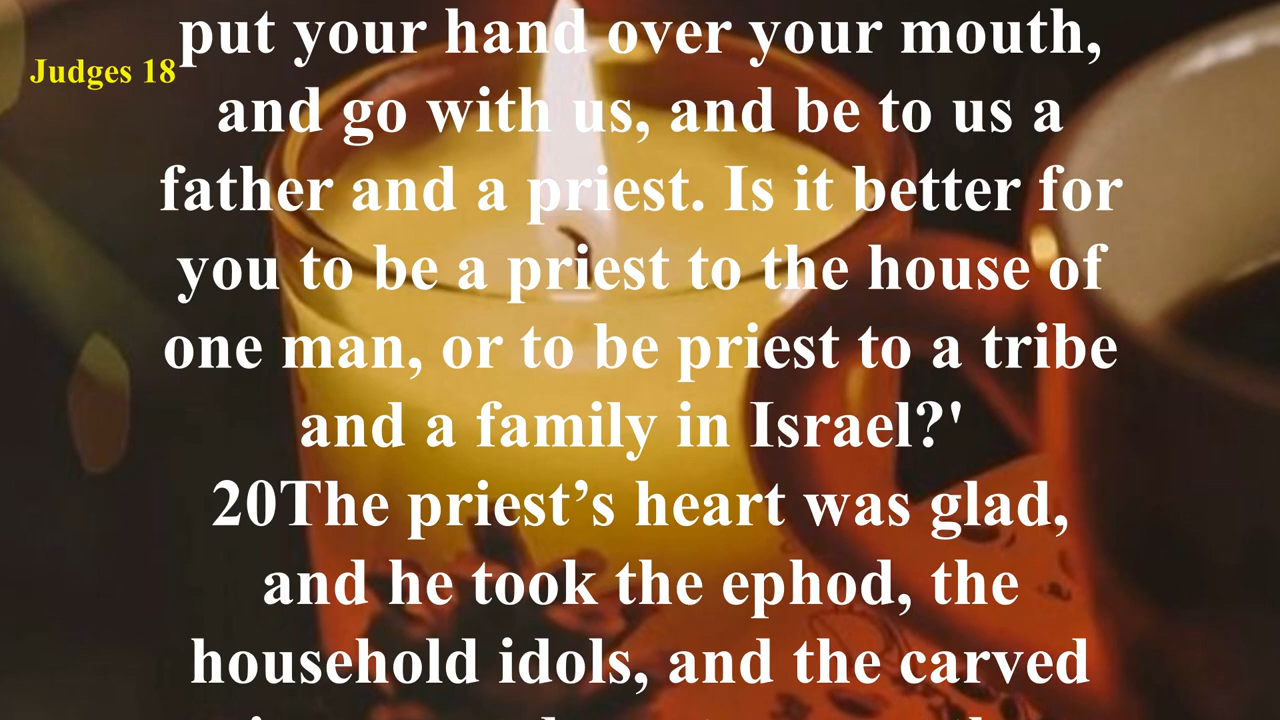 put your hand over your mouth,
Judges 18
and go with us, and be to us a
father and a priest. Is it better for
you to be a priest to the house of
one man, or to be priest to a tribe
and a family in Israel?'
20The priest’s heart was glad,
and he took the ephod, the
household idols, and the carved